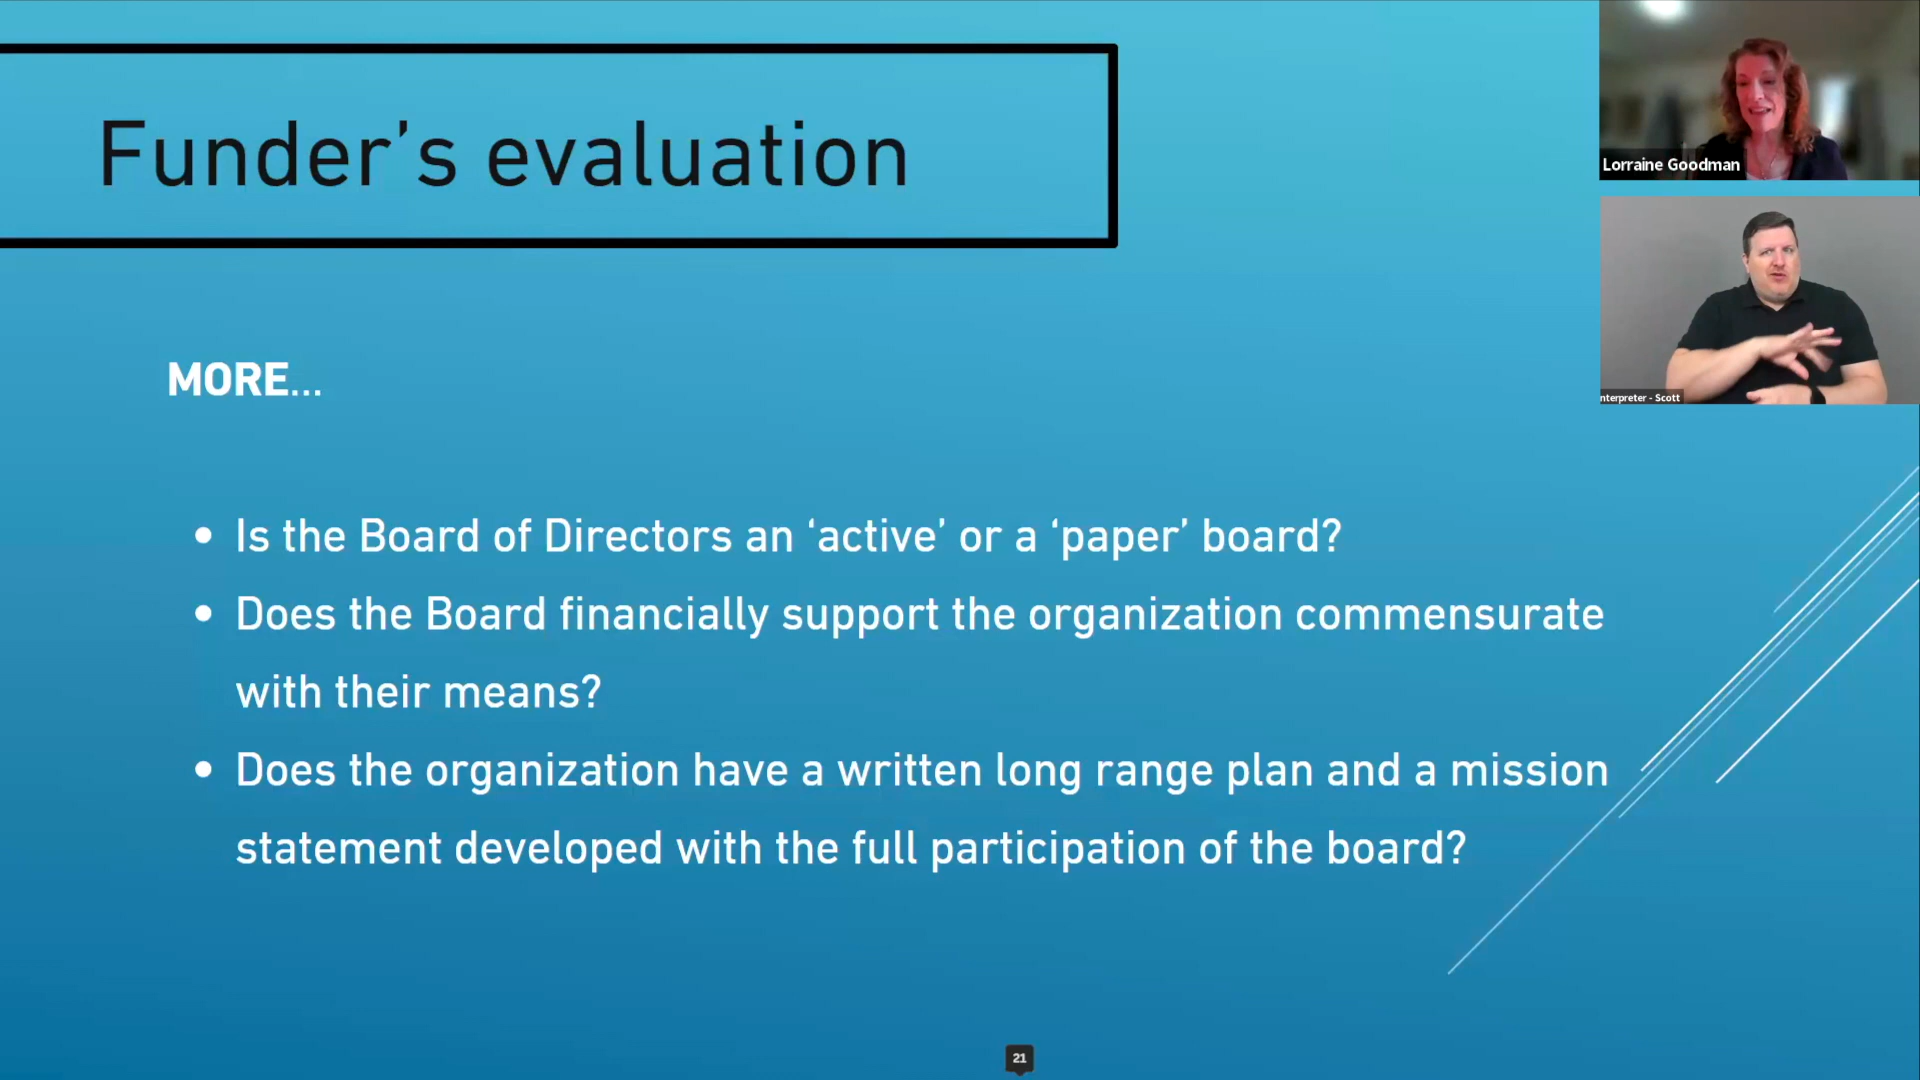 Funder’s evaluation
MORE...
• Is the Board of Directors an ‘active’ or a ‘paper’ board?
• Does the Board financially support the organization commensurate
with their means?
• Does the organization have a written long range plan and a mission
statement developed with the full participation of the board?
Lorraine Goodman
nterpreter - Scott
21